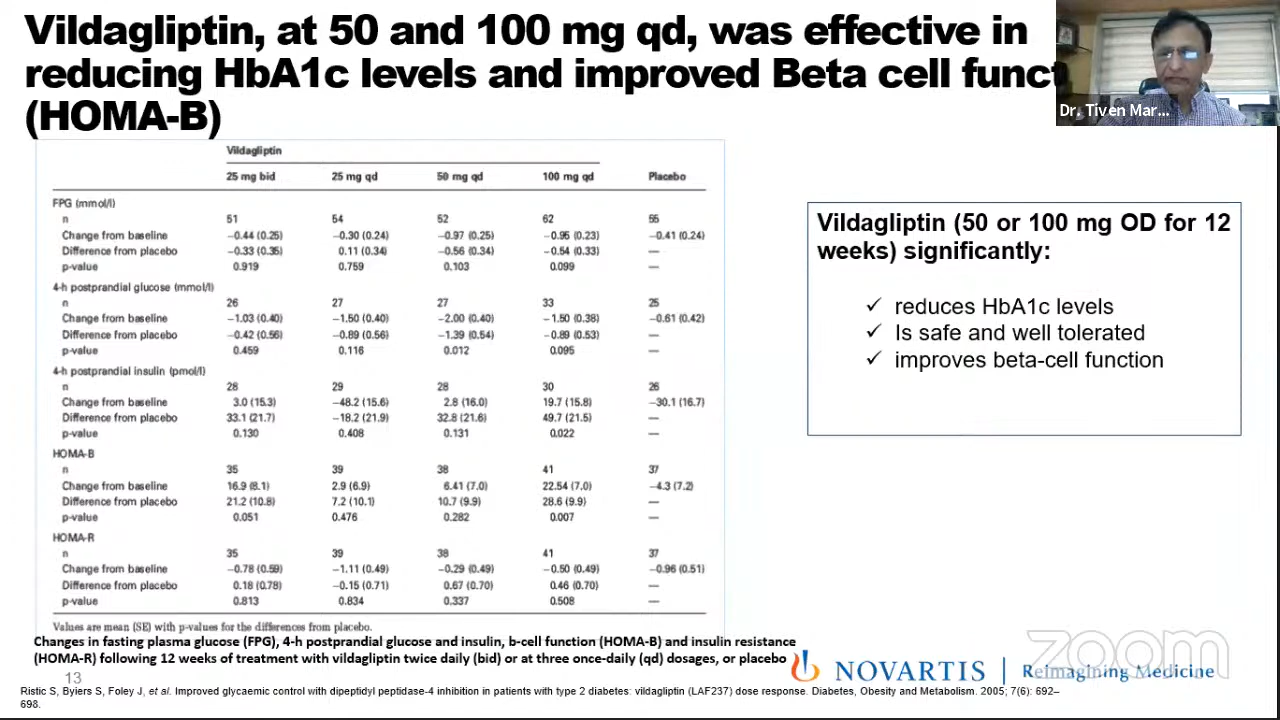 Vildagliptin, at 50 and 100 mg qd, was effective in
reducing HbA1c levels and improved Beta cell funct
(HOMA-B)
Dr. Tiven Mar...
Vildagliptin
25 mg bid 25 mg qd 50 mg qd 100 mg qd Placebo
FPG (mmol/l)
n 51 54 52 62 55
Change from baseline −0.44 (0.25) −0.30 (0.24) −0.97 (0.25) −0.95 (0.23) −0.41 (0.24)
Difference from placebo −0.33 (0.35) 0.11 (0.34) −0.56 (0.34) −0.54 (0.33) —
p-value 0.919 0.759 0.103 0.099 —
4-h postprandial glucose (mmol/l)
n 26 27 27 33 25
Change from baseline −1.03 (0.40) −1.50 (0.40) −2.00 (0.40) −1.50 (0.38) −0.61 (0.42)
Difference from placebo −0.42 (0.56) −0.89 (0.56) −1.39 (0.54) −0.89 (0.53) —
p-value 0.459 0.116 0.012 0.095 —
4-h postprandial insulin (pmol/l)
n 28 29 28 30 26
Change from baseline 3.0 (15.3) −48.2 (15.6) 2.8 (16.0) 19.7 (15.8) −30.1 (16.7)
Difference from placebo 33.1 (21.7) −18.2 (21.9) 32.8 (21.6) 49.7 (21.5) —
p-value 0.130 0.408 0.131 0.022 —
HOMA-B
n 35 39 38 41 37
Change from baseline 16.9 (8.1) 2.9 (6.9) 6.41 (7.0) 22.54 (7.0) −4.3 (7.2)
Difference from placebo 21.2 (10.8) 7.2 (10.1) 10.7 (9.9) 28.6 (9.9) —
p-value 0.051 0.476 0.282 0.007 —
HOMA-R
n 35 39 38 41 37
Change from baseline −0.78 (0.59) −1.11 (0.49) −0.29 (0.49) −0.50 (0.49) −0.96 (0.51)
Difference from placebo 0.18 (0.78) −0.15 (0.71) 0.67 (0.70) 0.46 (0.70) —
p-value 0.813 0.834 0.337 0.508 —
Values are mean (SE) with p-values for the differences from placebo.
Vildagliptin (50 or 100 mg OD for 12
weeks) significantly:
✓ reduces HbA1c levels
✓ Is safe and well tolerated
✓ improves beta-cell function
Changes in fasting plasma glucose (FPG), 4-h postprandial glucose and insulin, b-cell function (HOMA-B) and insulin resistance
(HOMA-R) following 12 weeks of treatment with vildagliptin twice daily (bid) or at three once-daily (qd) dosages, or placebo
zoom
NOVARTIS | Reimagining Medicine
13
Ristic S, Byiers S, Foley J, et al. Improved glycaemic control with dipeptidyl peptidase-4 inhibition in patients with type 2 diabetes: vildagliptin (LAF237) dose response. Diabetes, Obesity and Metabolism. 2005; 7(6): 692–
698.